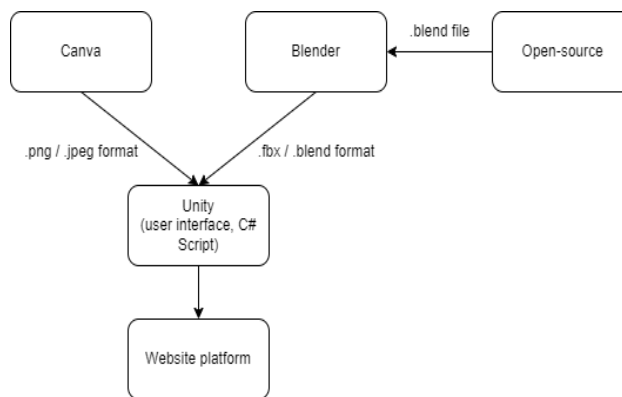 Canva
Blender
.blend file
Open-source
.png / .jpeg format
.fbx / .blend format
Unity
(user interface, C#
Script)
Website platform